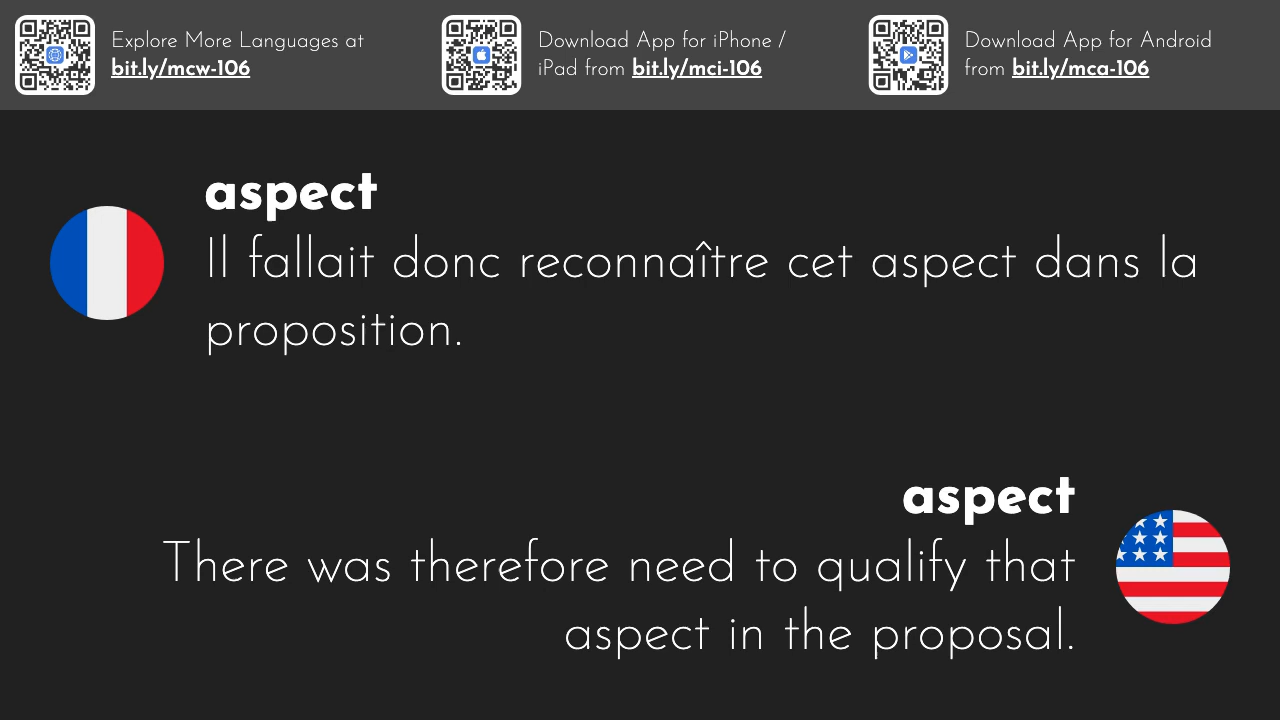 Explore More Languages at
bit.ly/mcw-106
Download App for iPhone /
iPad from bit.ly/mci-106
Download App for Android
from bit.ly/mca-106
aspect
Il fallait donc reconnaître cet aspect dans la
proposition.
aspect
There was therefore need to qualify that
aspect in the proposal.